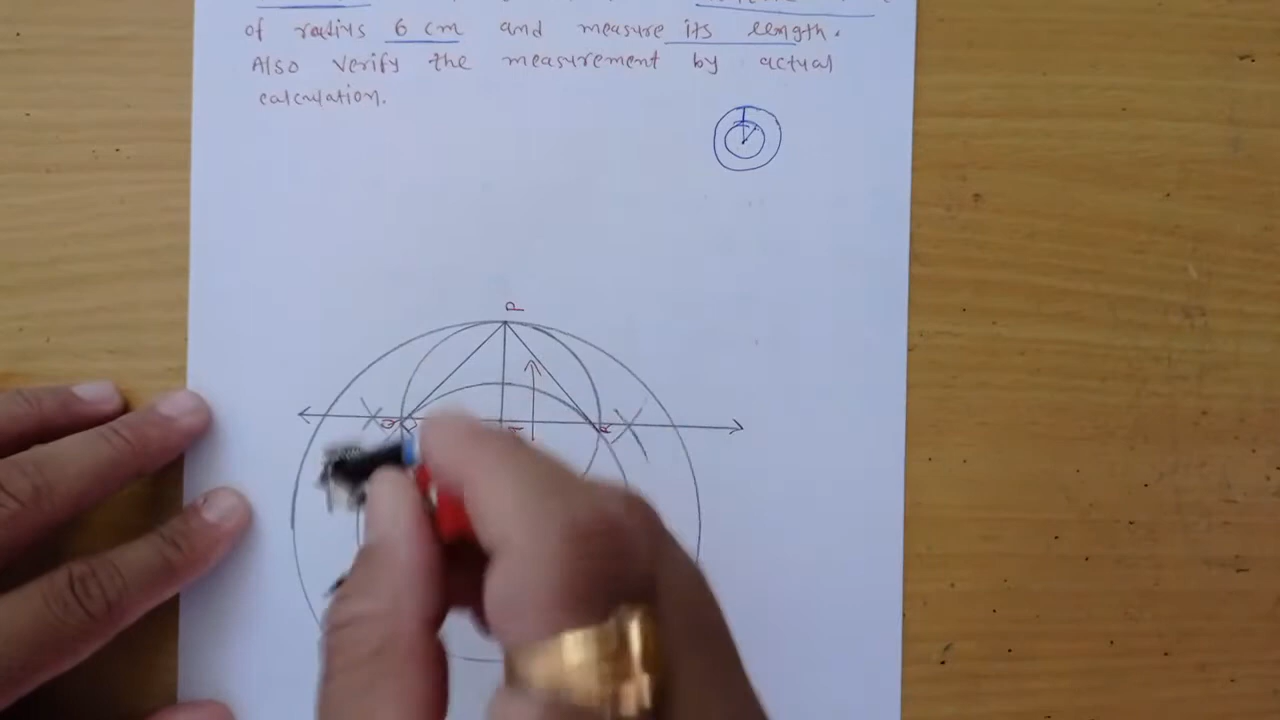 of radius 6 cm and measure its length.
Also verify the measurement by actual
calculation.
P
Q
R